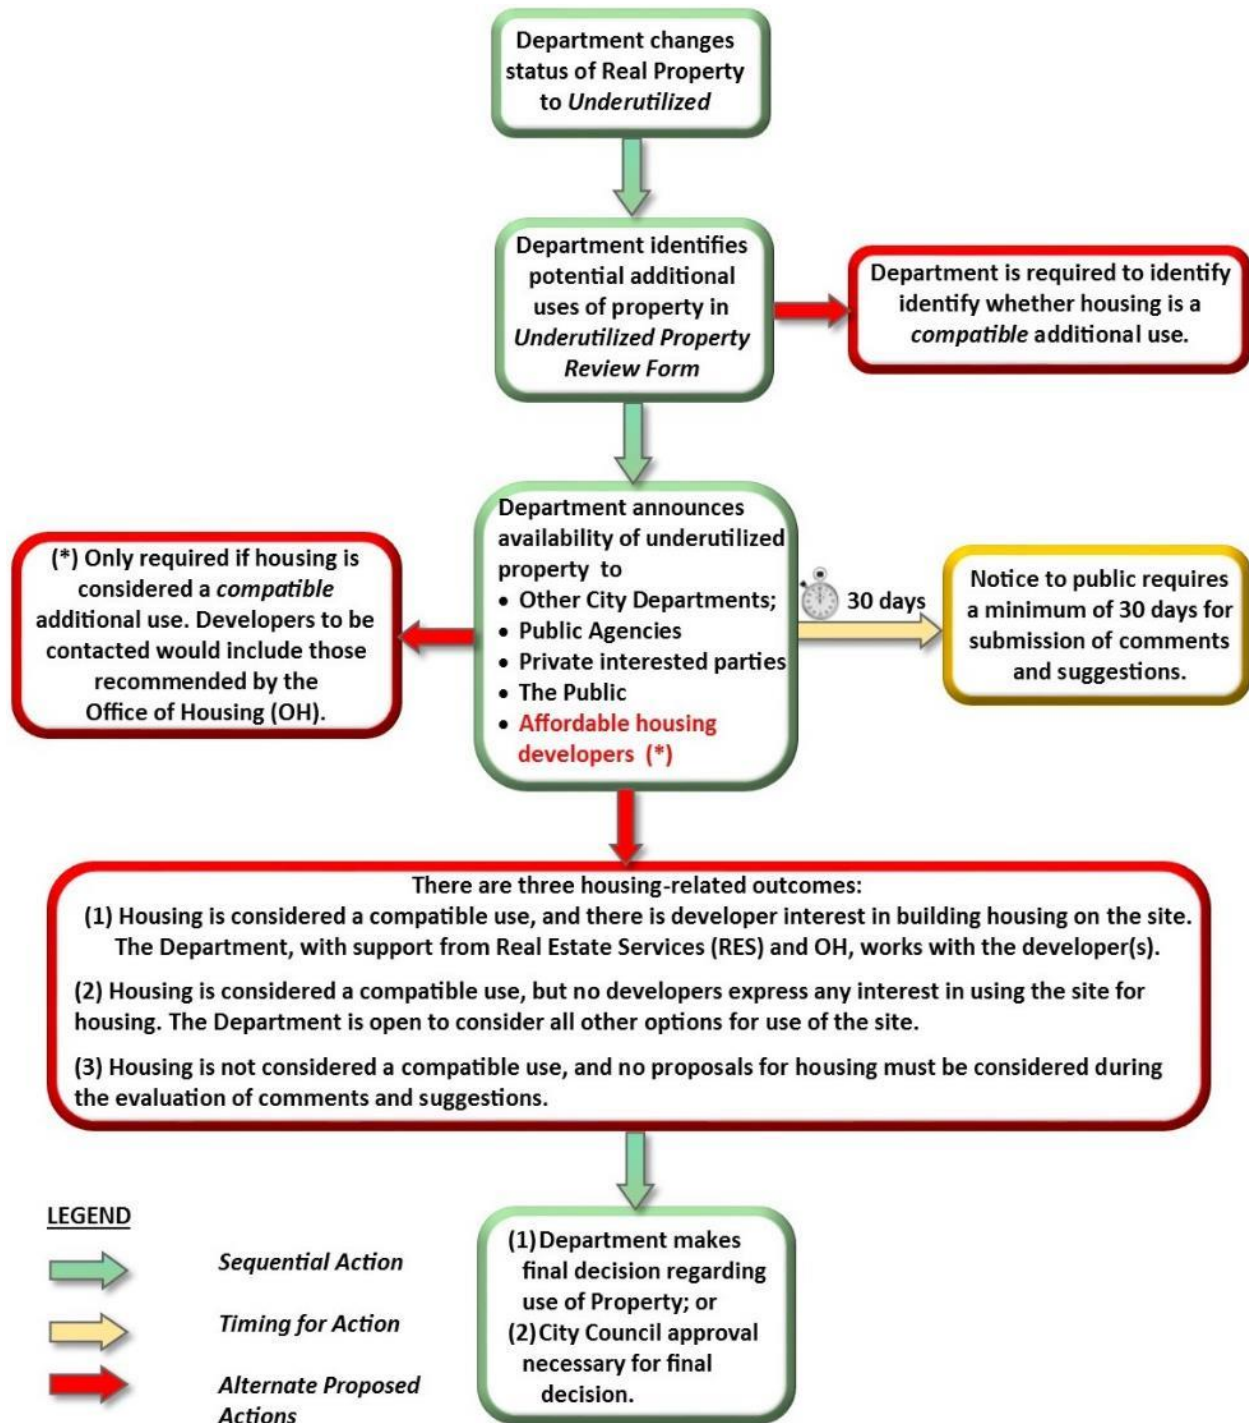 Department changes
status of Real Property
to Underutilized
Department identifies
potential additional
uses of property in
Underutilized Property
Review Form
Department is required to identify
identify whether housing is a
compatible additional use.
Department announces
availability of underutilized
property to
• Other City Departments;
• Public Agencies
• Private interested parties
• The Public
• Affordable housing
developers (*)
(*) Only required if housing is
considered a compatible
additional use. Developers to be
contacted would include those
recommended by the
Office of Housing (OH).
30 days
Notice to public requires
a minimum of 30 days for
submission of comments
and suggestions.
There are three housing-related outcomes:
(1) Housing is considered a compatible use, and there is developer interest in building housing on the site.
The Department, with support from Real Estate Services (RES) and OH, works with the developer(s).
(2) Housing is considered a compatible use, but no developers express any interest in using the site for
housing. The Department is open to consider all other options for use of the site.
(3) Housing is not considered a compatible use, and no proposals for housing must be considered during
the evaluation of comments and suggestions.
(1) Department makes
final decision regarding
use of Property; or
(2) City Council approval
necessary for final
decision.
LEGEND
Sequential Action
Timing for Action
Alternate Proposed
Actions